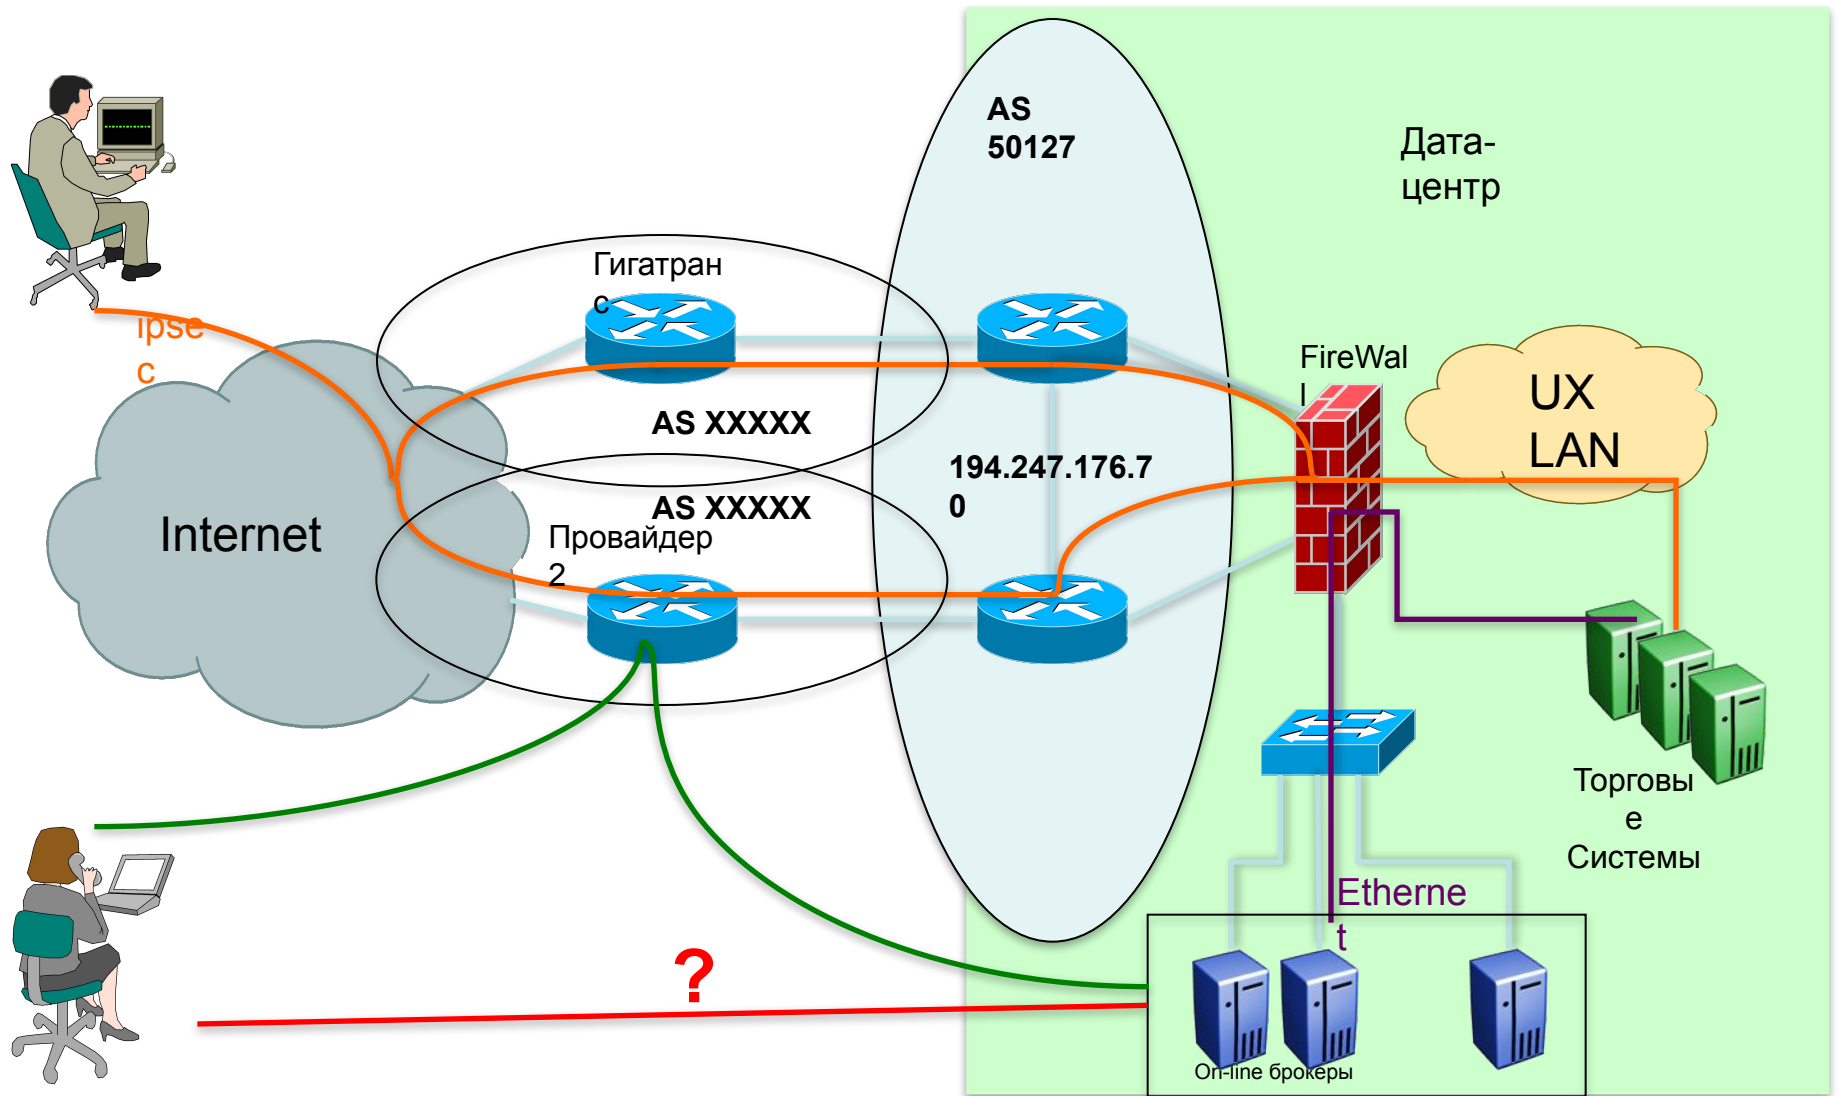 AS
50127
Дата-
центр
Гигатран
с
ipse
c
FireWal
l
UX
LAN
AS XXXXX
194.247.176.7
0
AS XXXXX
Internet
Провайдер
2
Торговы
е
Системы
Etherne
t
?
On-line брокеры